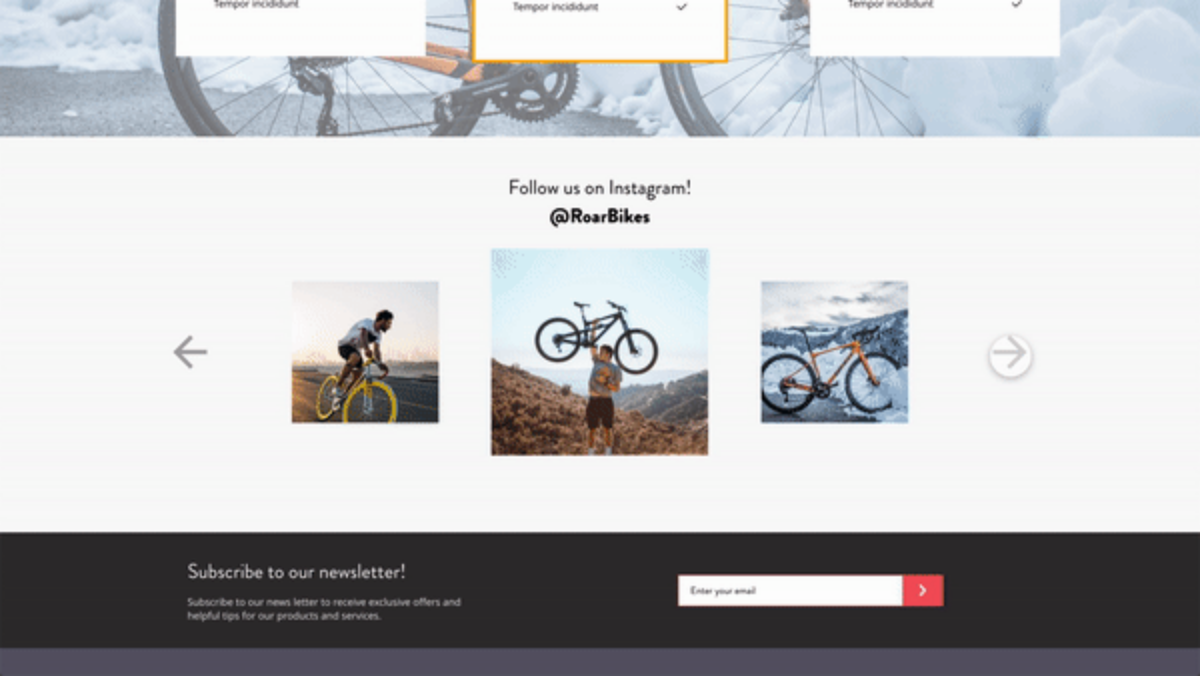 Tempor incididunt
Tempor incididunt
Tempor incididunt
Follow us on Instagram!
@RoarBikes
Subscribe to our newsletter!
Subscribe to our news letter to receive exclusive offers and
helpful tips for our products and services.
Enter your email